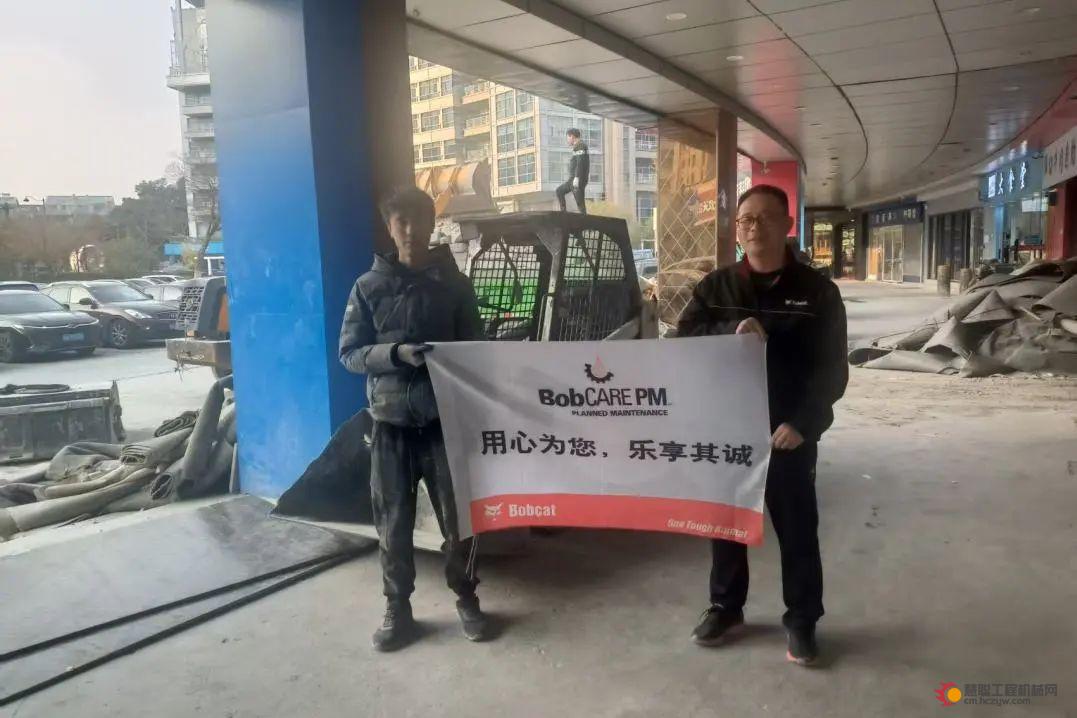 BobCARE PM
PLANNED MAINTENANCE
用心为您，乐享其诚
Bobcat
One Tough Animal
慧聪工程机械网
cm.hczyw.com